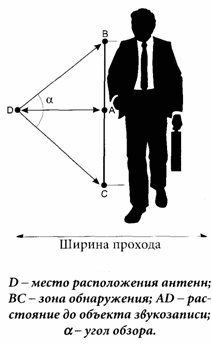 B
α
D
A
C
Ширина прохода
D – место расположения антенн;
BC – зона обнаружения; AD – рас-
стояние до объекта звукозаписи;
α – угол обзора.